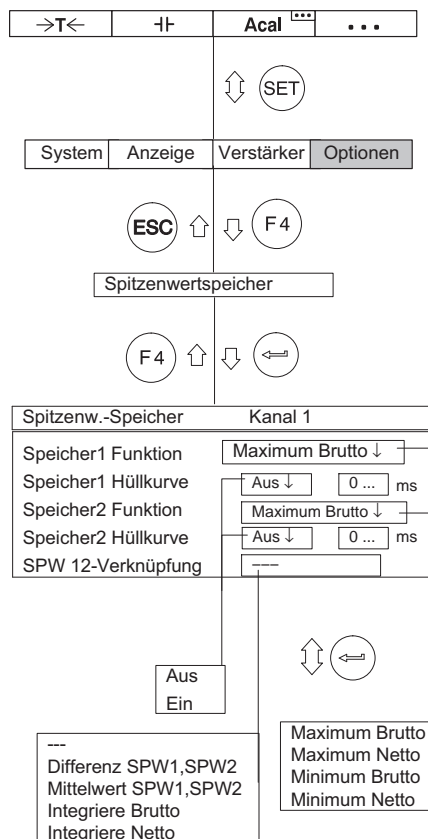 →T← ⊣⊢ Acal ...
SET
System Anzeige Verstärker Optionen
ESC F4
Spitzenwertspeicher
F4
Spitzenw.-Speicher Kanal 1
Speicher1 Funktion Maximum Brutto ↓
Speicher1 Hüllkurve Aus ↓ 0 ... ms
Speicher2 Funktion Maximum Brutto ↓
Speicher2 Hüllkurve Aus ↓ 0 ... ms
SPW 12-Verknüpfung ---
Aus
Ein
---
Differenz SPW1,SPW2
Mittelwert SPW1,SPW2
Integriere Brutto
Integriere Netto
Maximum Brutto
Maximum Netto
Minimum Brutto
Minimum Netto